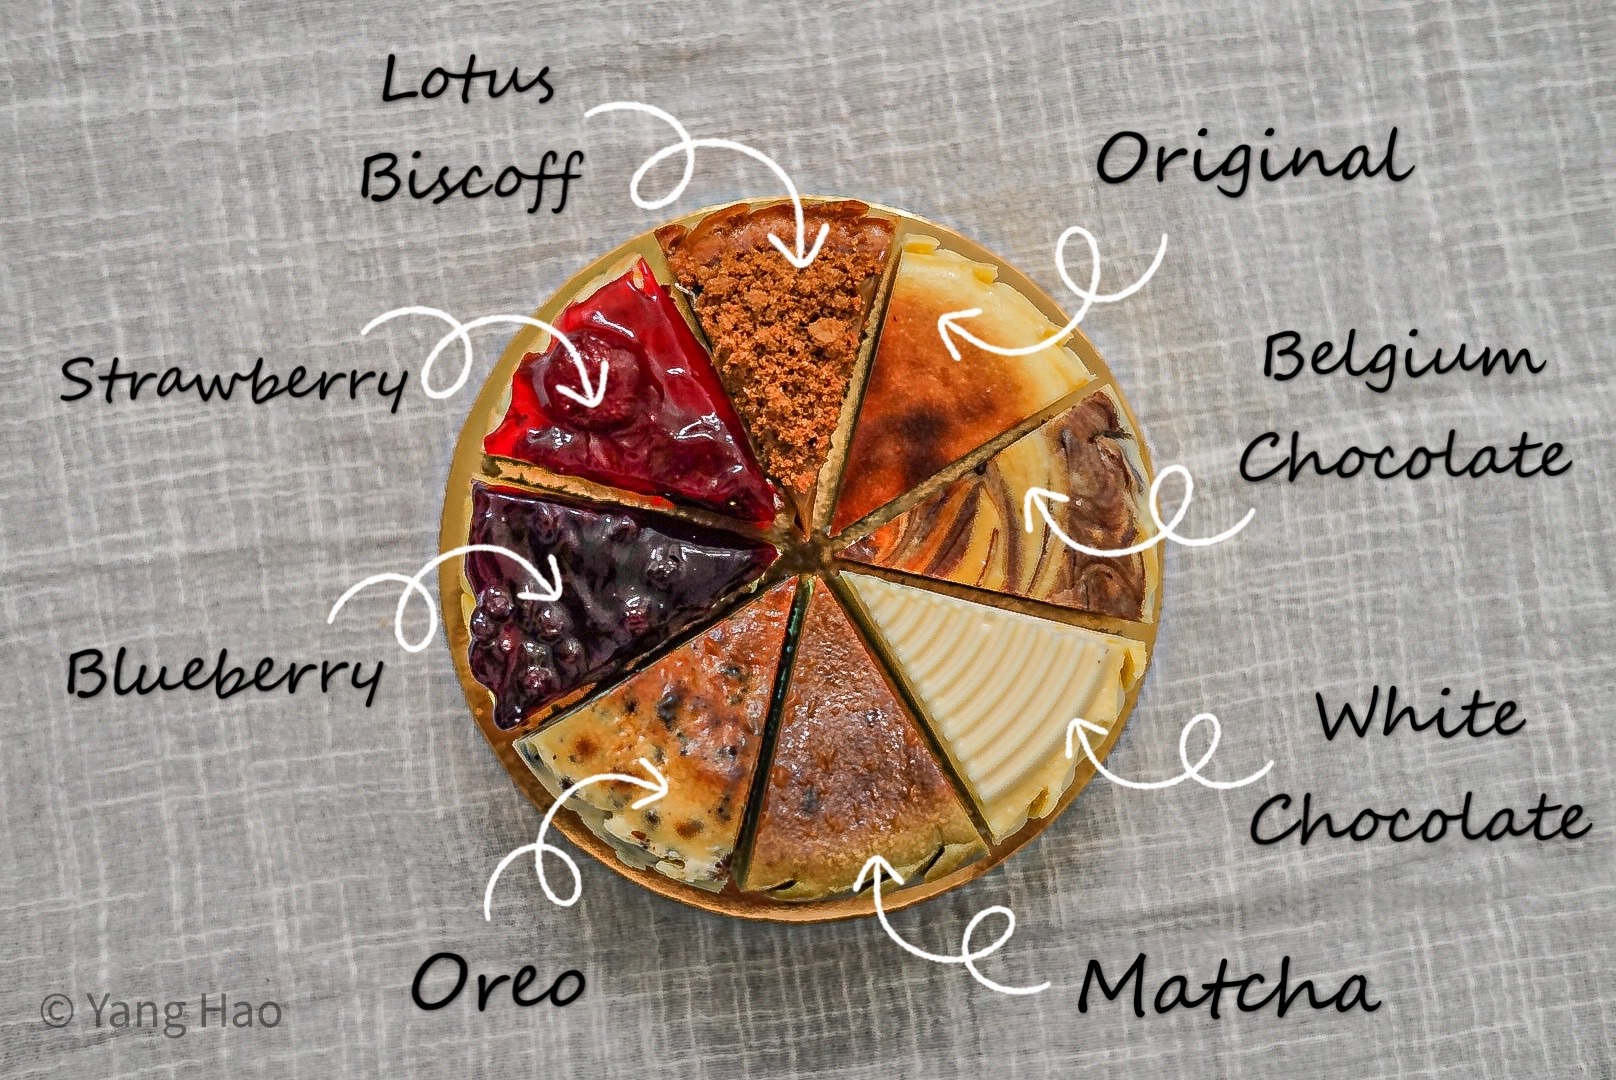 Lotus
Biscoff
Original
Strawberry
Belgium
Chocolate
Blueberry
White
Chocolate
Oreo
Matcha
© Yang Hao